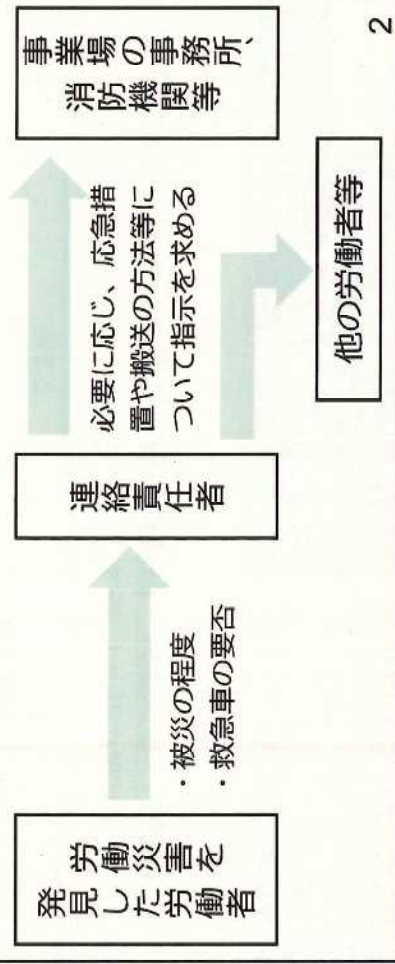 労働災害を
発見した労働
者
・被災の程度
・救急車の要否
連絡責任
者
必要に応じ、応急措
置や搬送の方法等に
ついて指示を求める
事業場の事務所、
消防機関等
他の労働者等
2